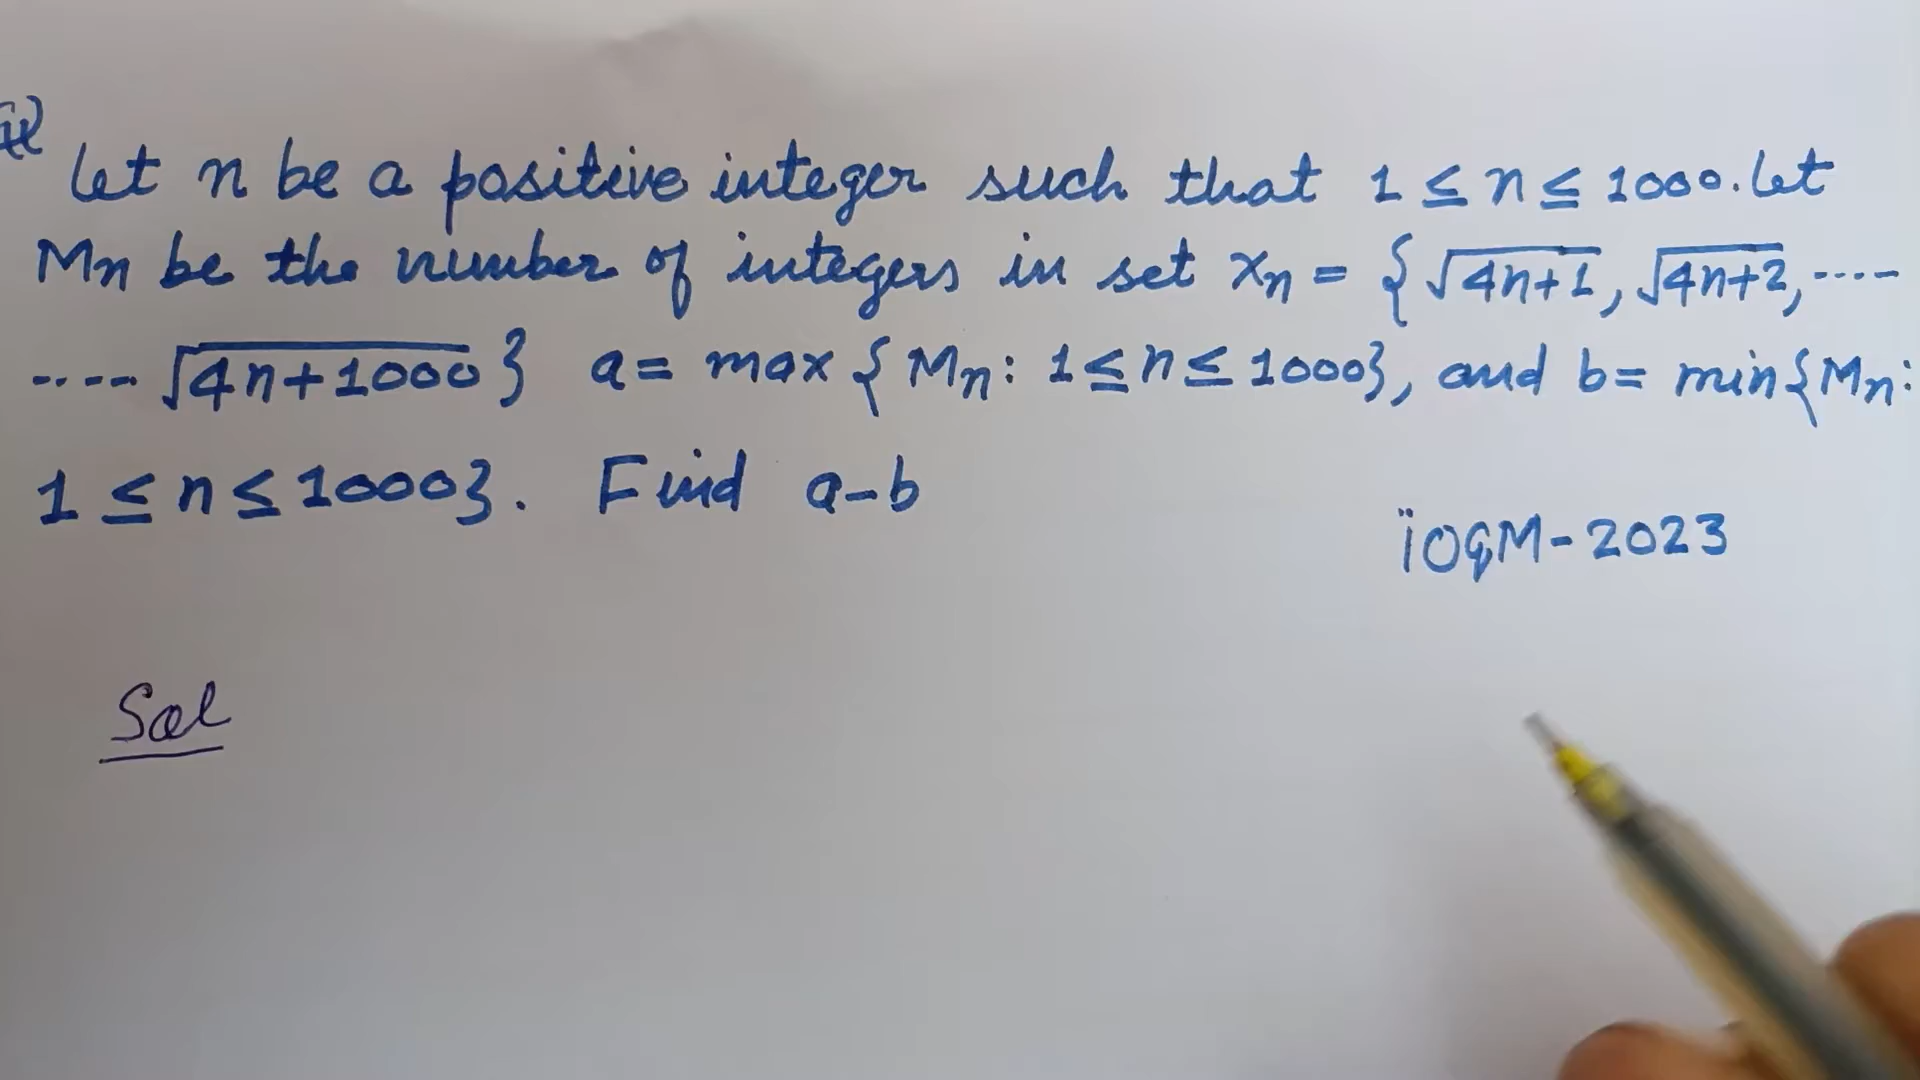 Let n be a positive integer such that 1 ≤ n ≤ 1000. Let
Mn be the number of integers in set Xn = {√4n+1, √4n+2, ----
---- √4n+1000} a = max {Mn: 1≤n≤1000}, and b= min{Mn:
1 ≤ n ≤ 1000}. Find a-b
IOQM-2023
Sol